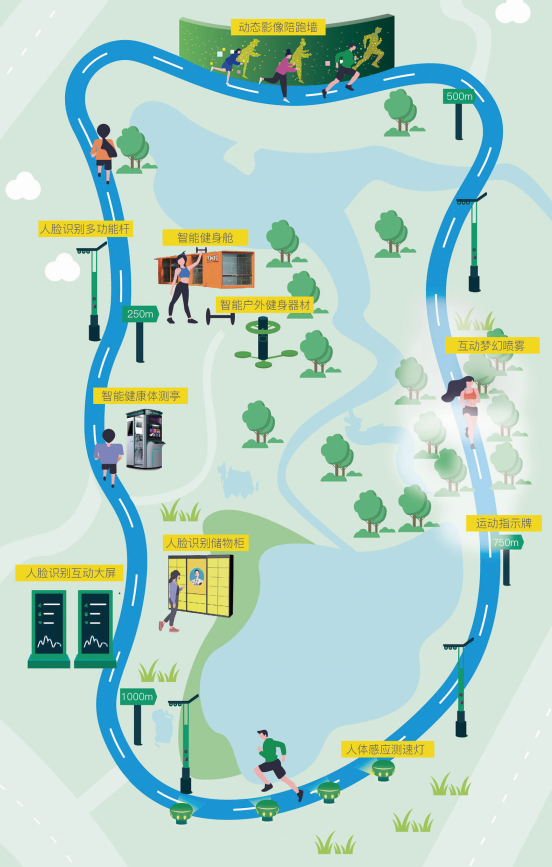 动态影像陪跑墙
500m
人脸识别多功能杆
智能健身舱
智能户外健身器材
250m
互动梦幻喷雾
智能健康体测亭
运动指示牌
750m
人脸识别储物柜
人脸识别互动大屏
1000m
人体感应测速灯